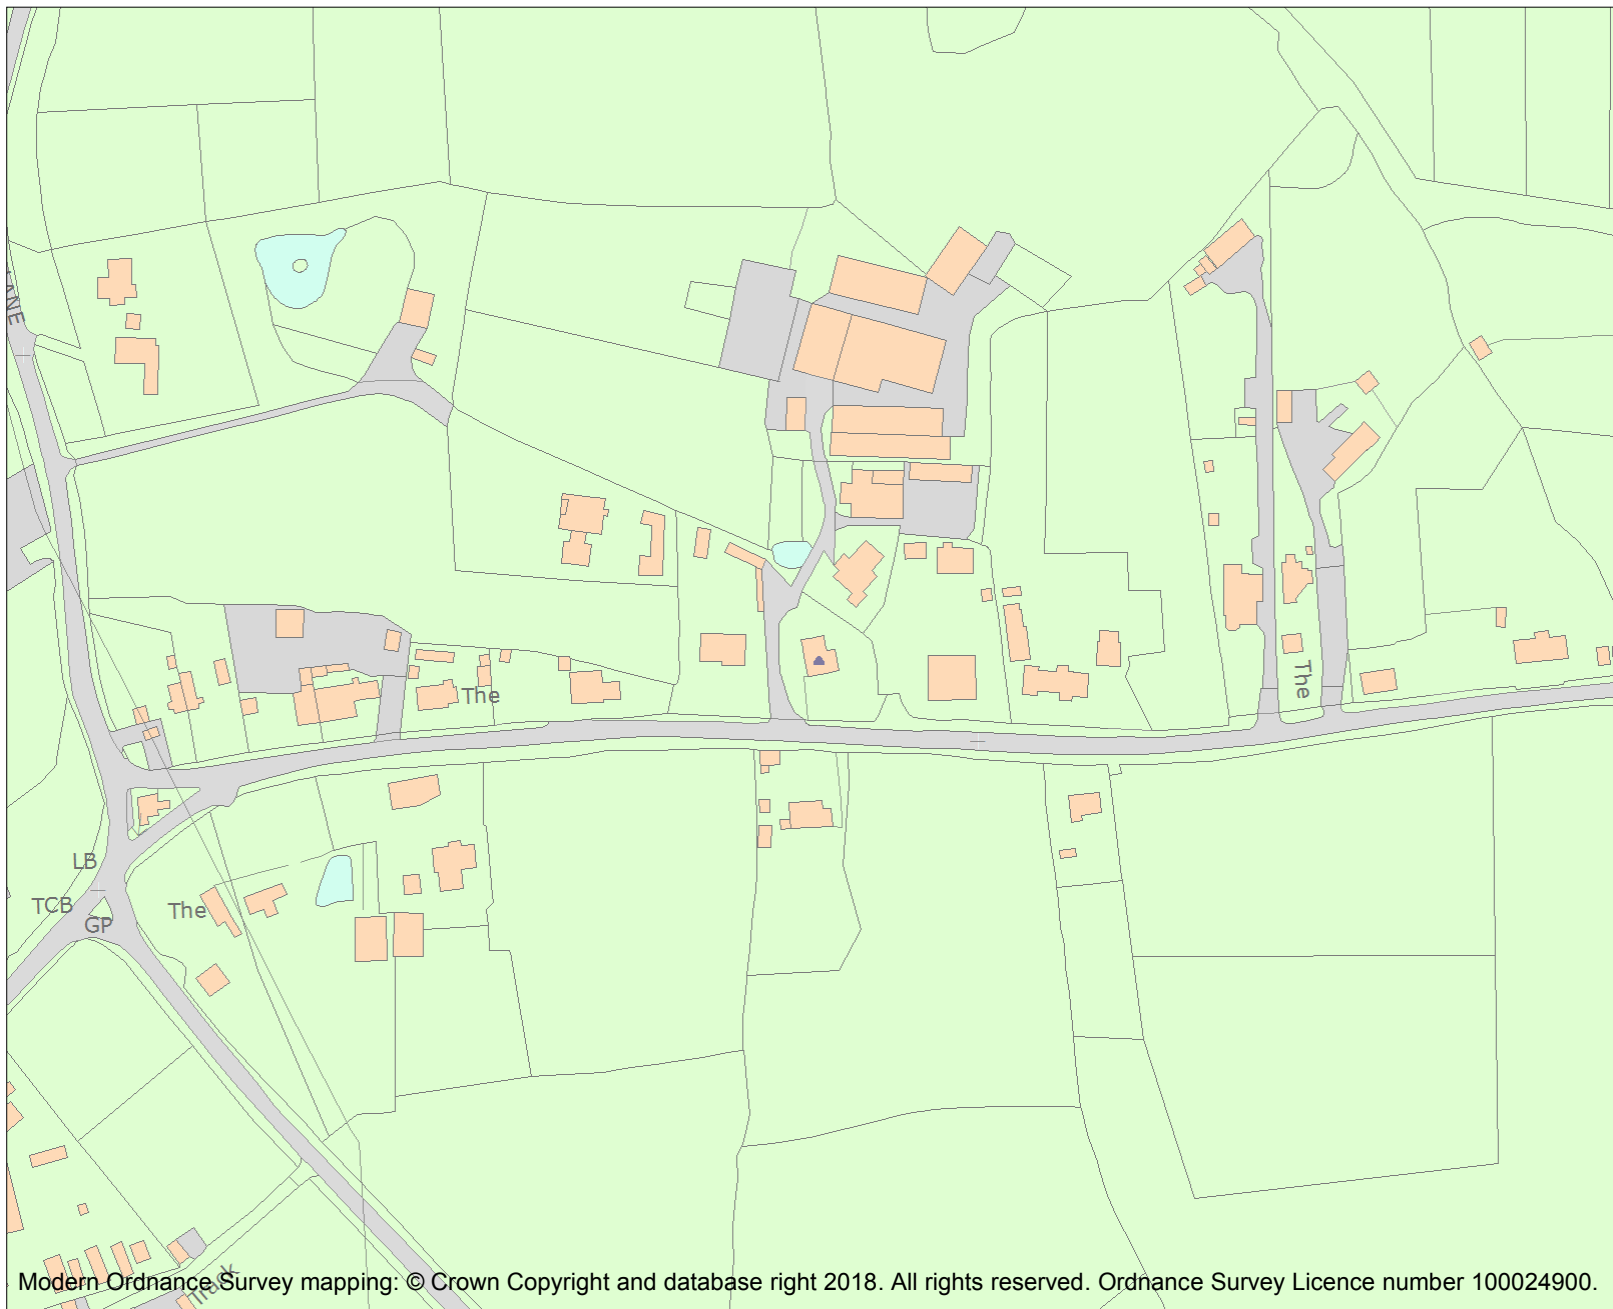 ANE
The
The
LB
TCB
The
GP
Track
Modern Ordnance Survey mapping: © Crown Copyright and database right 2018. All rights reserved. Ordnance Survey Licence number 100024900.